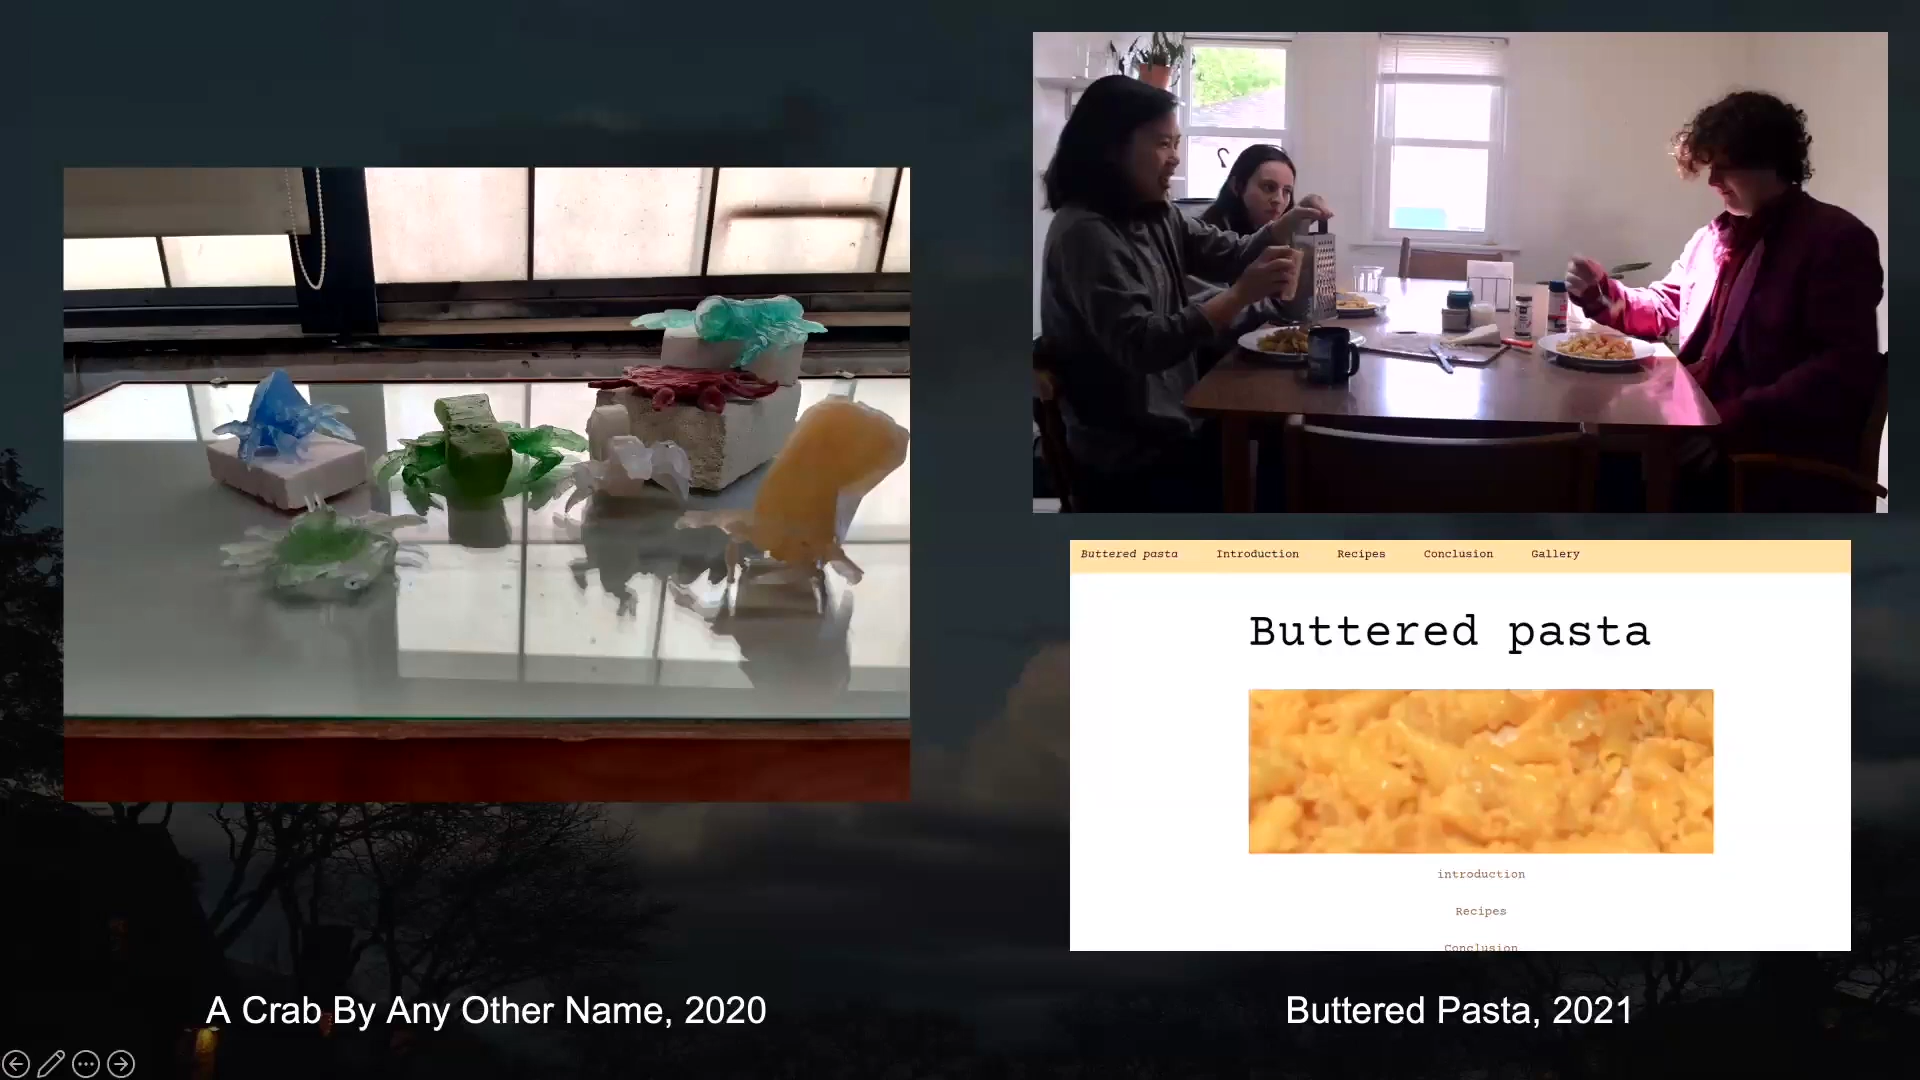 Buttered pasta Introduction Recipes Conclusion Gallery
Buttered pasta
introduction
Recipes
Conclusion
A Crab By Any Other Name, 2020
Buttered Pasta, 2021